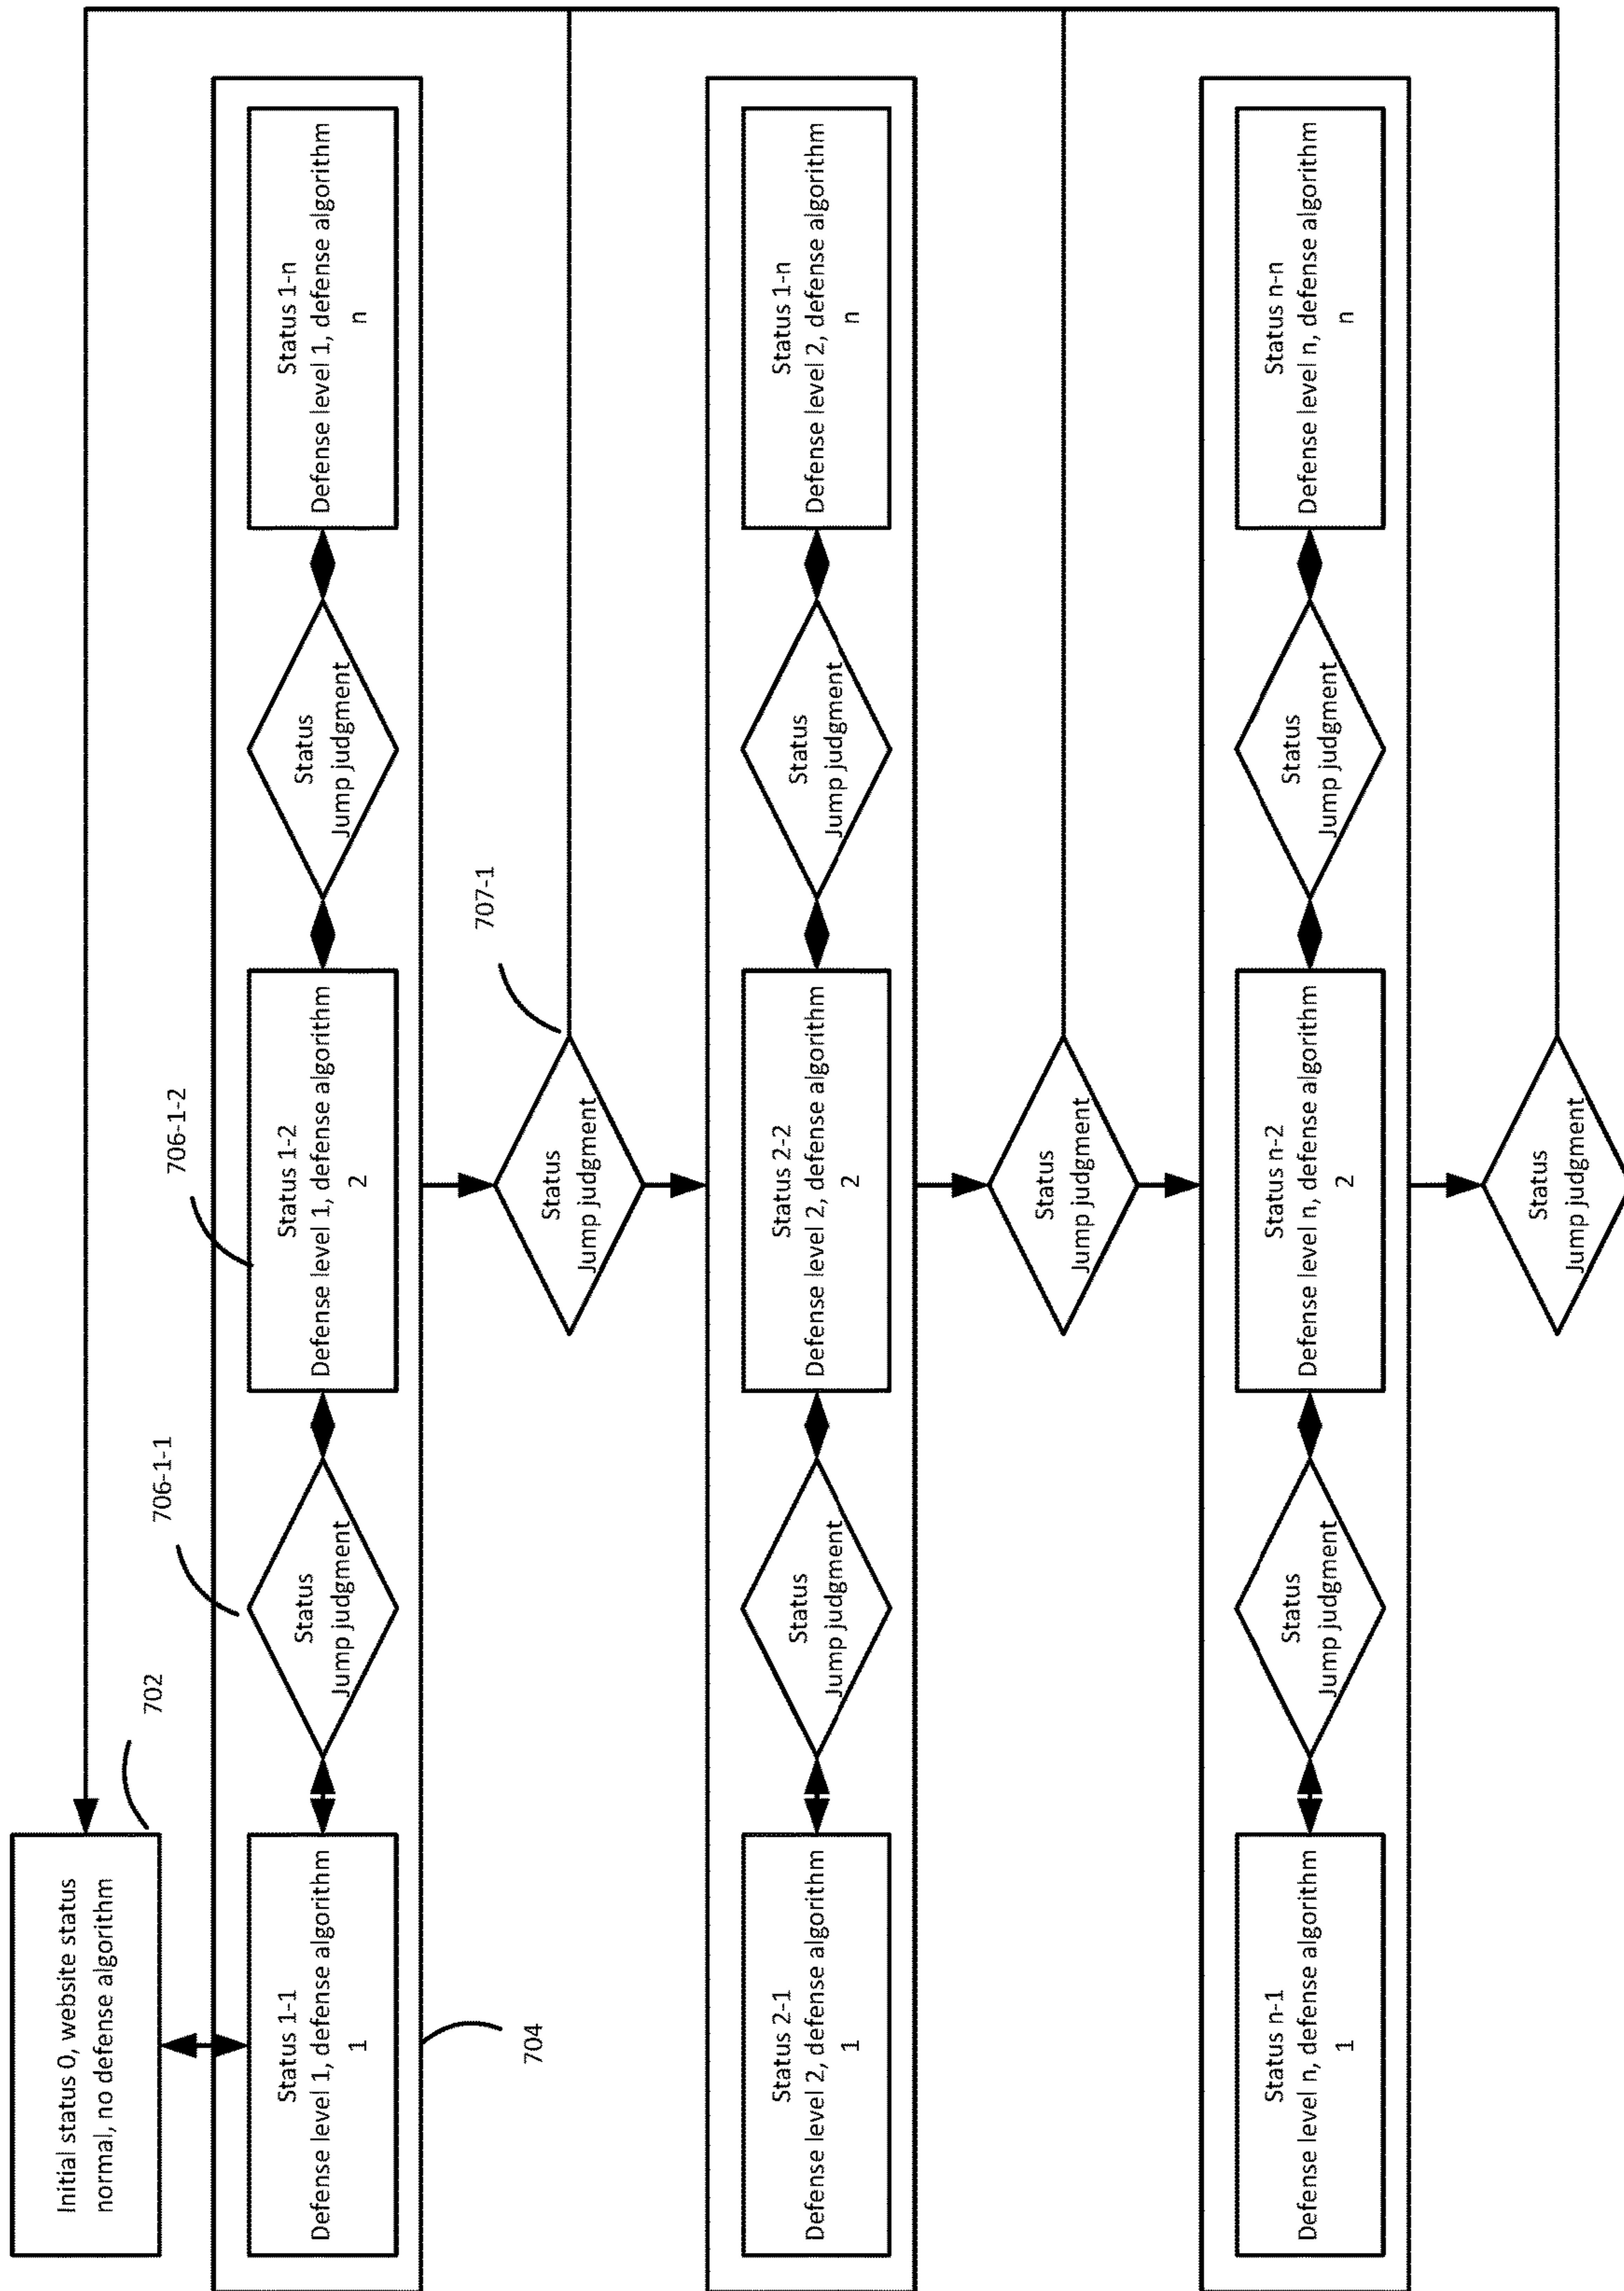 Initial status 0, website status
normal, no defense algorithm
702
Status 1-1
Defense level 1, defense algorithm
1
704
Status
Jump judgment
706-1-1
Status 1-2
Defense level 1, defense algorithm
2
706-1-2
Status
Jump judgment
Status 1-n
Defense level 1, defense algorithm
n
Status
Jump judgment
707-1
Status 2-1
Defense level 2, defense algorithm
1
Status
Jump judgment
Status 2-2
Defense level 2, defense algorithm
2
Status
Jump judgment
Status 1-n
Defense level 2, defense algorithm
n
Status
Jump judgment
Status n-1
Defense level n, defense algorithm
1
Status
Jump judgment
Status n-2
Defense level n, defense algorithm
2
Status
Jump judgment
Status n-n
Defense level n, defense algorithm
n
Status
Jump judgment